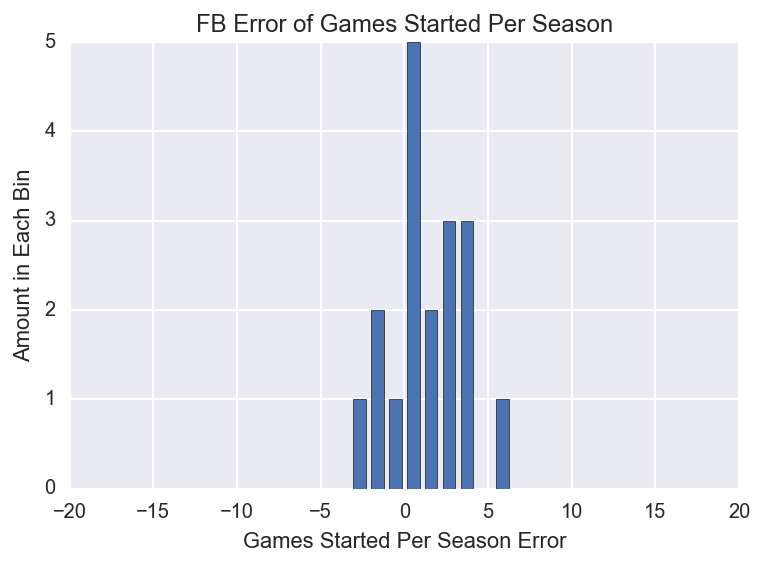 FB Error of Games Started Per Season
5
4
3
2
1
0
Amount in Each Bin
−20 −15 −10 −5 0 5 10 15 20
Games Started Per Season Error